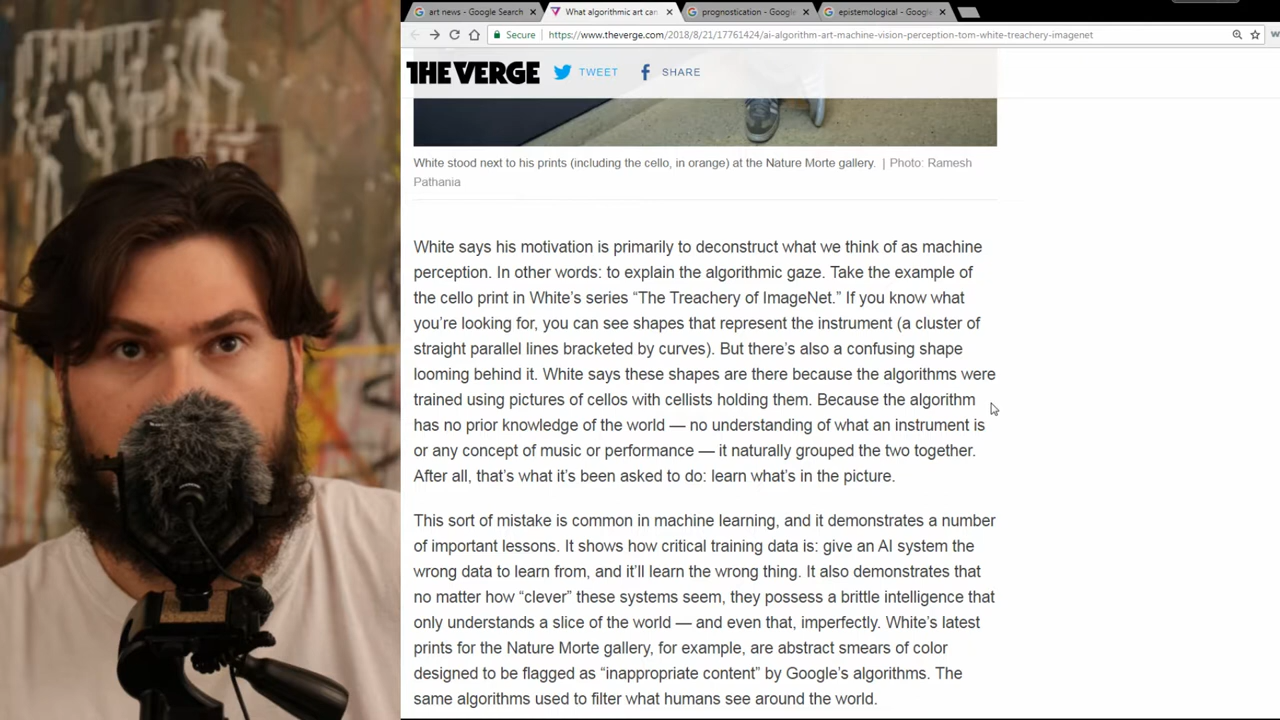 art news - Google Search
What algorithmic art can
prognostication - Google
epistemological - Google
Secure
https://www.theverge.com/2018/8/21/17761424/ai-algorithm-art-machine-vision-perception-tom-white-treachery-imagenet
THE VERGE
TWEET
SHARE
White stood next to his prints (including the cello, in orange) at the Nature Morte gallery. | Photo: Ramesh
Pathania
White says his motivation is primarily to deconstruct what we think of as machine
perception. In other words: to explain the algorithmic gaze. Take the example of
the cello print in White’s series “The Treachery of ImageNet.” If you know what
you’re looking for, you can see shapes that represent the instrument (a cluster of
straight parallel lines bracketed by curves). But there’s also a confusing shape
looming behind it. White says these shapes are there because the algorithms were
trained using pictures of cellos with cellists holding them. Because the algorithm
has no prior knowledge of the world — no understanding of what an instrument is
or any concept of music or performance — it naturally grouped the two together.
After all, that’s what it’s been asked to do: learn what’s in the picture.
This sort of mistake is common in machine learning, and it demonstrates a number
of important lessons. It shows how critical training data is: give an AI system the
wrong data to learn from, and it’ll learn the wrong thing. It also demonstrates that
no matter how “clever” these systems seem, they possess a brittle intelligence that
only understands a slice of the world — and even that, imperfectly. White’s latest
prints for the Nature Morte gallery, for example, are abstract smears of color
designed to be flagged as “inappropriate content” by Google’s algorithms. The
same algorithms used to filter what humans see around the world.